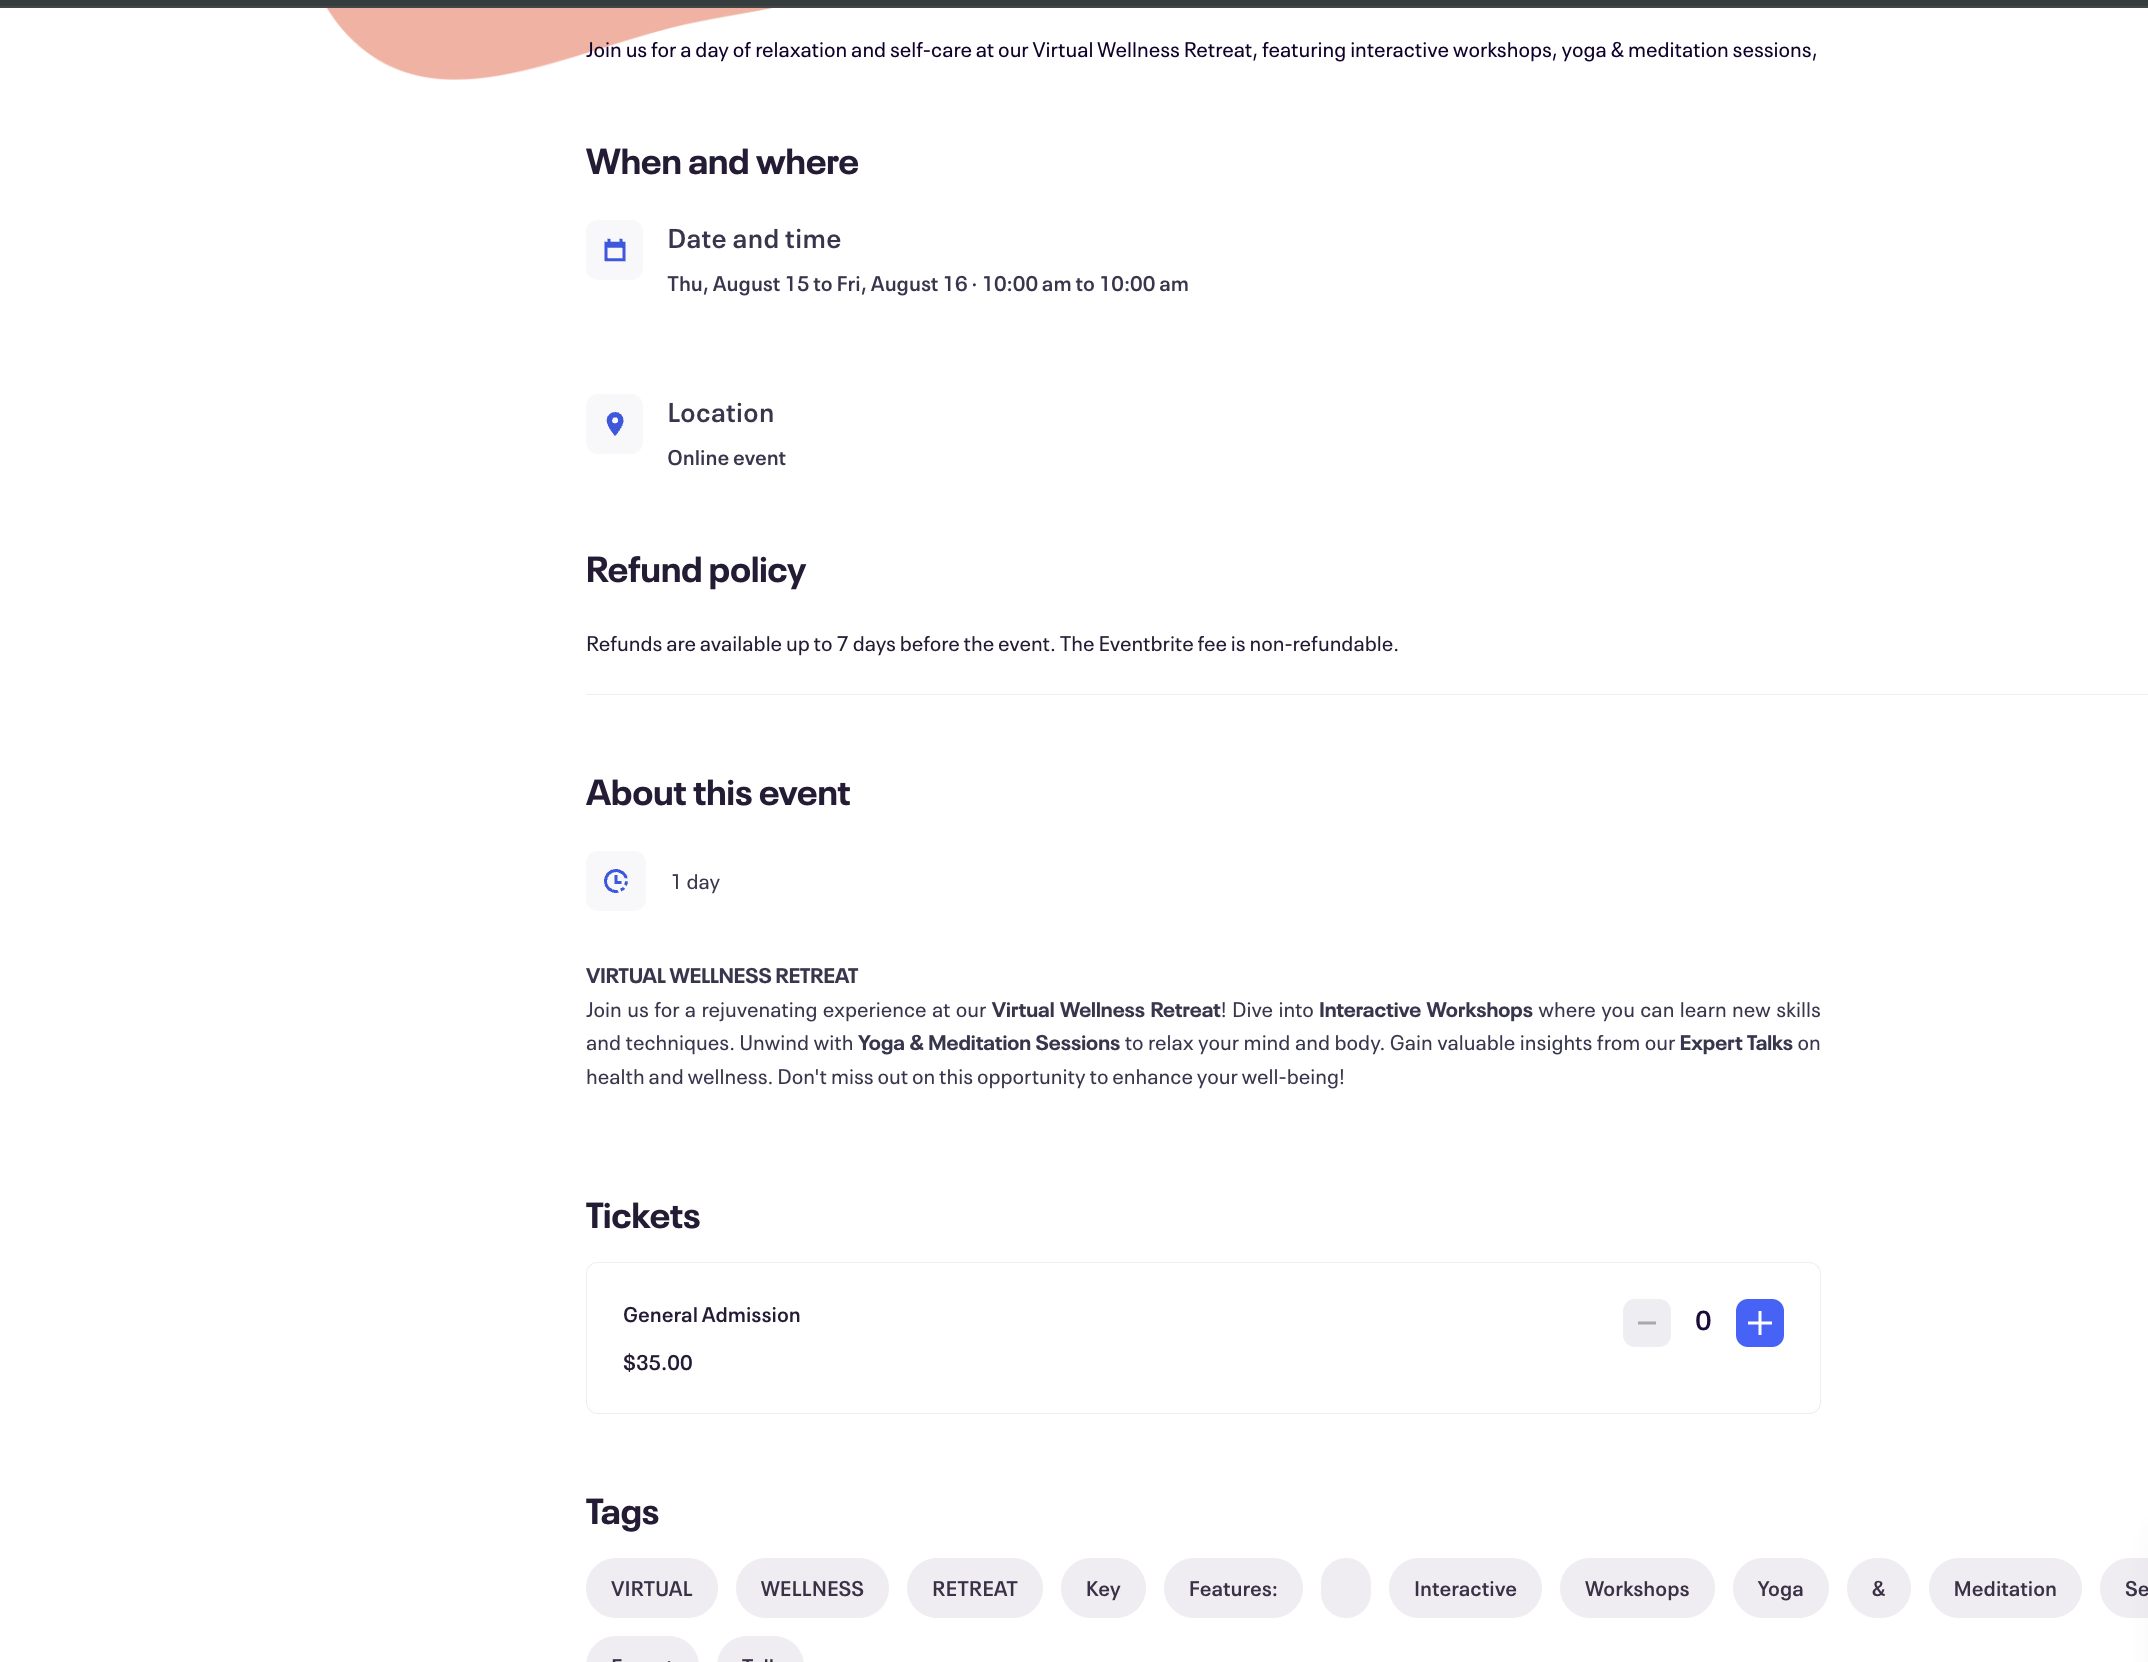 Join us for a day of relaxation and self-care at our Virtual Wellness Retreat, featuring interactive workshops, yoga & meditation sessions,
When and where
Date and time
Thu, August 15 to Fri, August 16 · 10:00 am to 10:00 am
Location
Online event
Refund policy
Refunds are available up to 7 days before the event. The Eventbrite fee is non-refundable.
About this event
1 day
VIRTUAL WELLNESS RETREAT
Join us for a rejuvenating experience at our Virtual Wellness Retreat! Dive into Interactive Workshops where you can learn new skills
and techniques. Unwind with Yoga & Meditation Sessions to relax your mind and body. Gain valuable insights from our Expert Talks on
health and wellness. Don't miss out on this opportunity to enhance your well-being!
Tickets
General Admission
0
$35.00
Tags
VIRTUAL WELLNESS RETREAT Key Features: Interactive Workshops Yoga & Meditation